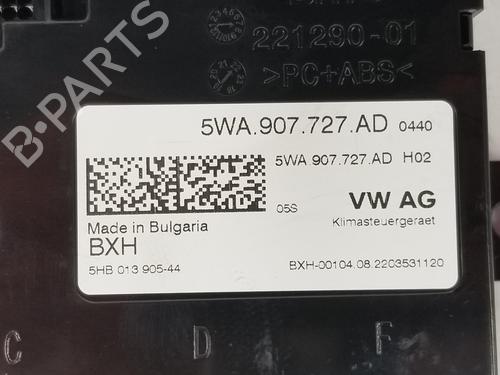 221290-01
>PC+ABS<
5WA.907.727.AD 0440
5WA 907.727.AD H02
05S VW AG
Klimasteuergeraet
Made in Bulgaria
BXH
5HB 013 905-44
BXH-00104.08.2203531120
C D F
B-PARTS